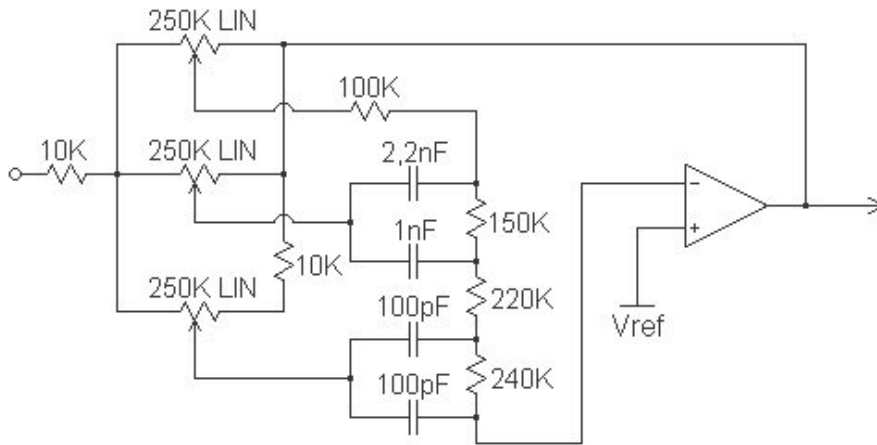 250K LIN
100K
10K
250K LIN
2,2nF
150K
1nF
10K
250K LIN
220K
100pF
240K
100pF
Vref
−
+